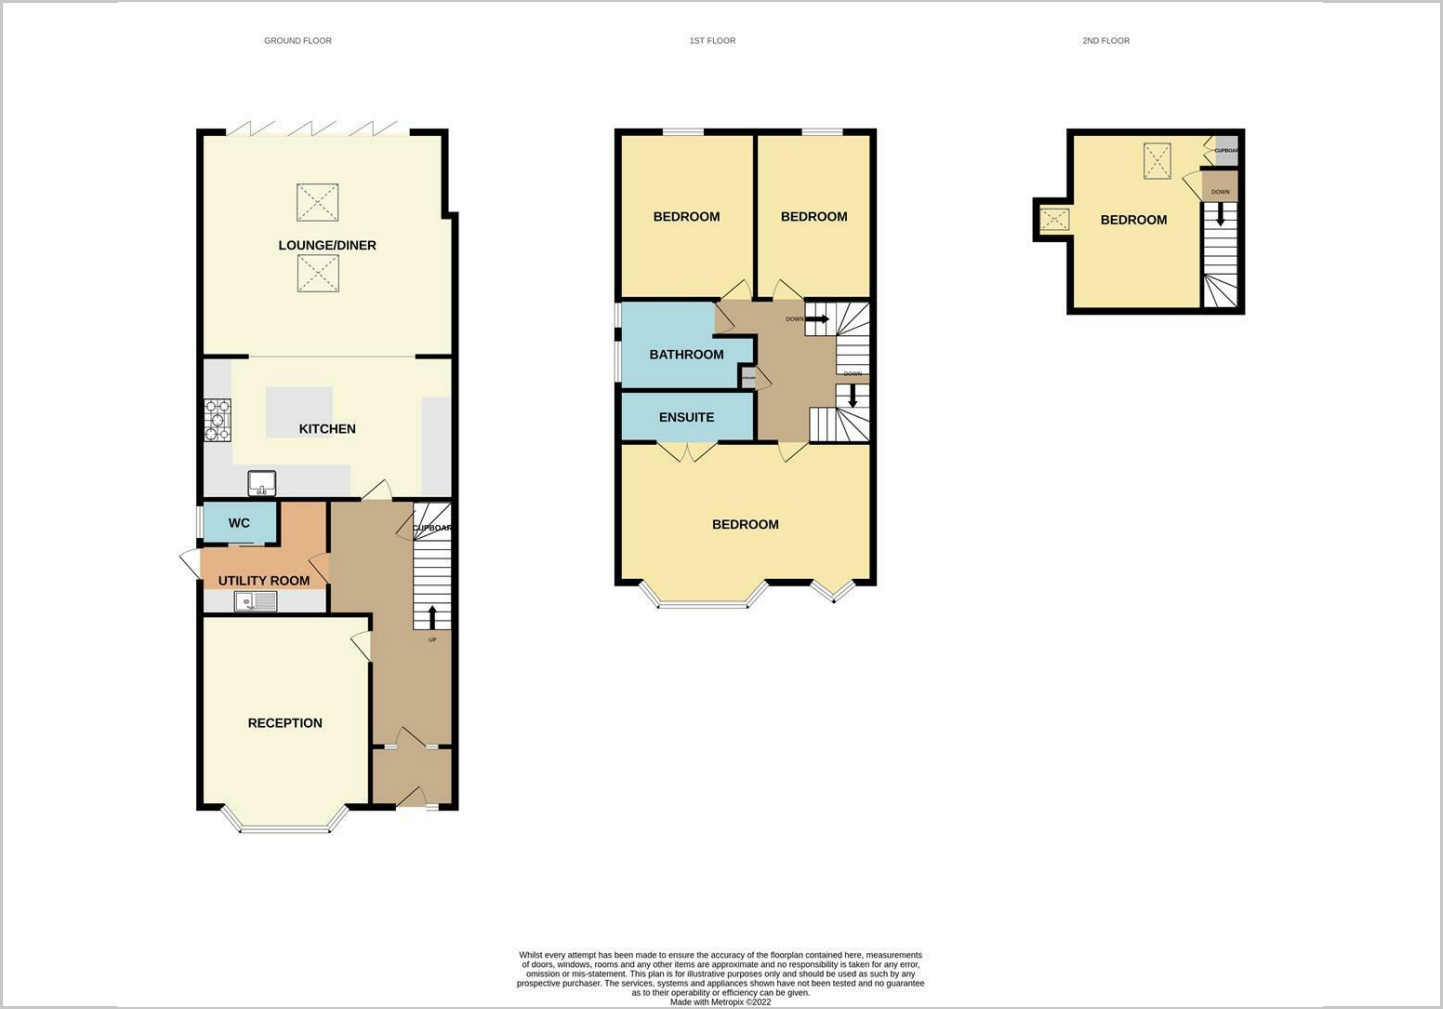 GROUND FLOOR
1ST FLOOR
2ND FLOOR
LOUNGE/DINER
KITCHEN
WC
CUPBOAR
UTILITY ROOM
UP
RECEPTION
BEDROOM
BEDROOM
DOWN
BATHROOM
DOWN
ENSUITE
BEDROOM
CUPBOAR
DOWN
BEDROOM
Whilst every attempt has been made to ensure the accuracy of the floorplan contained here, measurements
of doors, windows, rooms and any other items are approximate and no responsibility is taken for any error,
omission or mis-statement. This plan is for illustrative purposes only and should be used as such by any
prospective purchaser. The services, systems and appliances shown have not been tested and no guarantee
as to their operability or efficiency can be given.
Made with Metropix ©2022